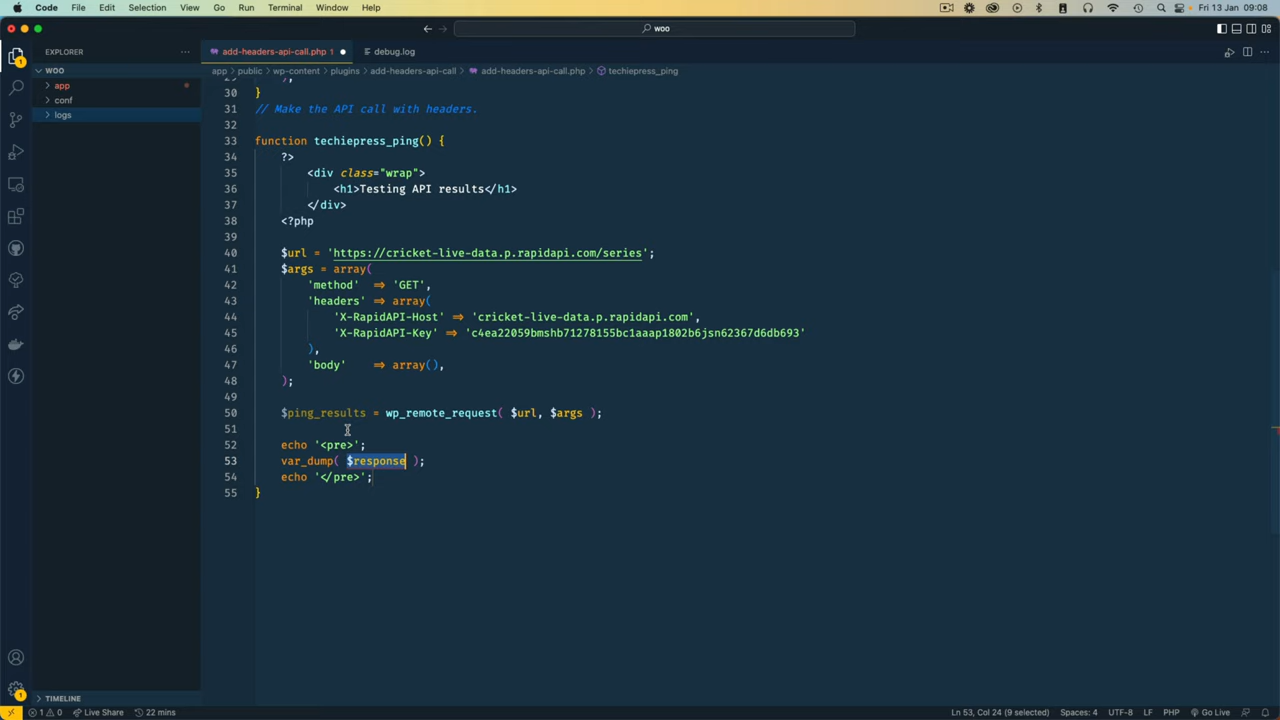 Code File Edit Selection View Go Run Terminal Window Help Fri 13 Jan 09:08
woo
EXPLORER ...
add-headers-api-call.php 1
debug.log
WOO
app > public > wp-content > plugins > add-headers-api-call > add-headers-api-call.php > techiepress_ping
app
conf
logs
30 }
31 // Make the API call with headers.
32
33 function techiepress_ping() {
34 ?>
35 <div class="wrap">
36 <h1>Testing API results</h1>
37 </div>
38 <?php
39
40 $url = 'https://cricket-live-data.p.rapidapi.com/series';
41 $args = array(
42 'method' => 'GET',
43 'headers' => array(
44 'X-RapidAPI-Host' => 'cricket-live-data.p.rapidapi.com',
45 'X-RapidAPI-Key' => 'c4ea22059bmshb71278155bc1aaap1802b6jsn62367d6db693'
46 ),
47 'body' => array(),
48 );
49
50 $ping_results = wp_remote_request( $url, $args );
51
52 echo '<pre>';
53 var_dump( $response );
54 echo '</pre>';
55 }
TIMELINE
1 0 Live Share 22 mins Ln 53, Col 24 (9 selected) Spaces: 4 UTF-8 LF PHP Go Live